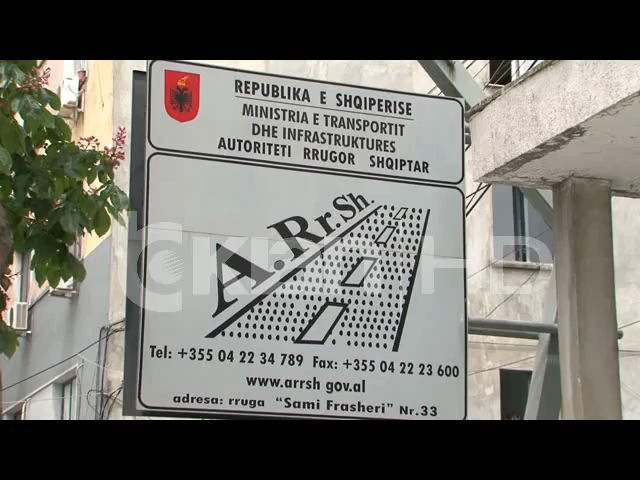 REPUBLIKA E SHQIPERISE
MINISTRIA E TRANSPORTIT
DHE INFRASTRUKTURES
AUTORITETI RRUGOR SHQIPTAR
A.Rr.Sh.
Tel: +355 04 22 34 789 Fax: +355 04 22 23 600
www.arrsh gov.al
adresa: rruga "Sami Frasheri" Nr.33